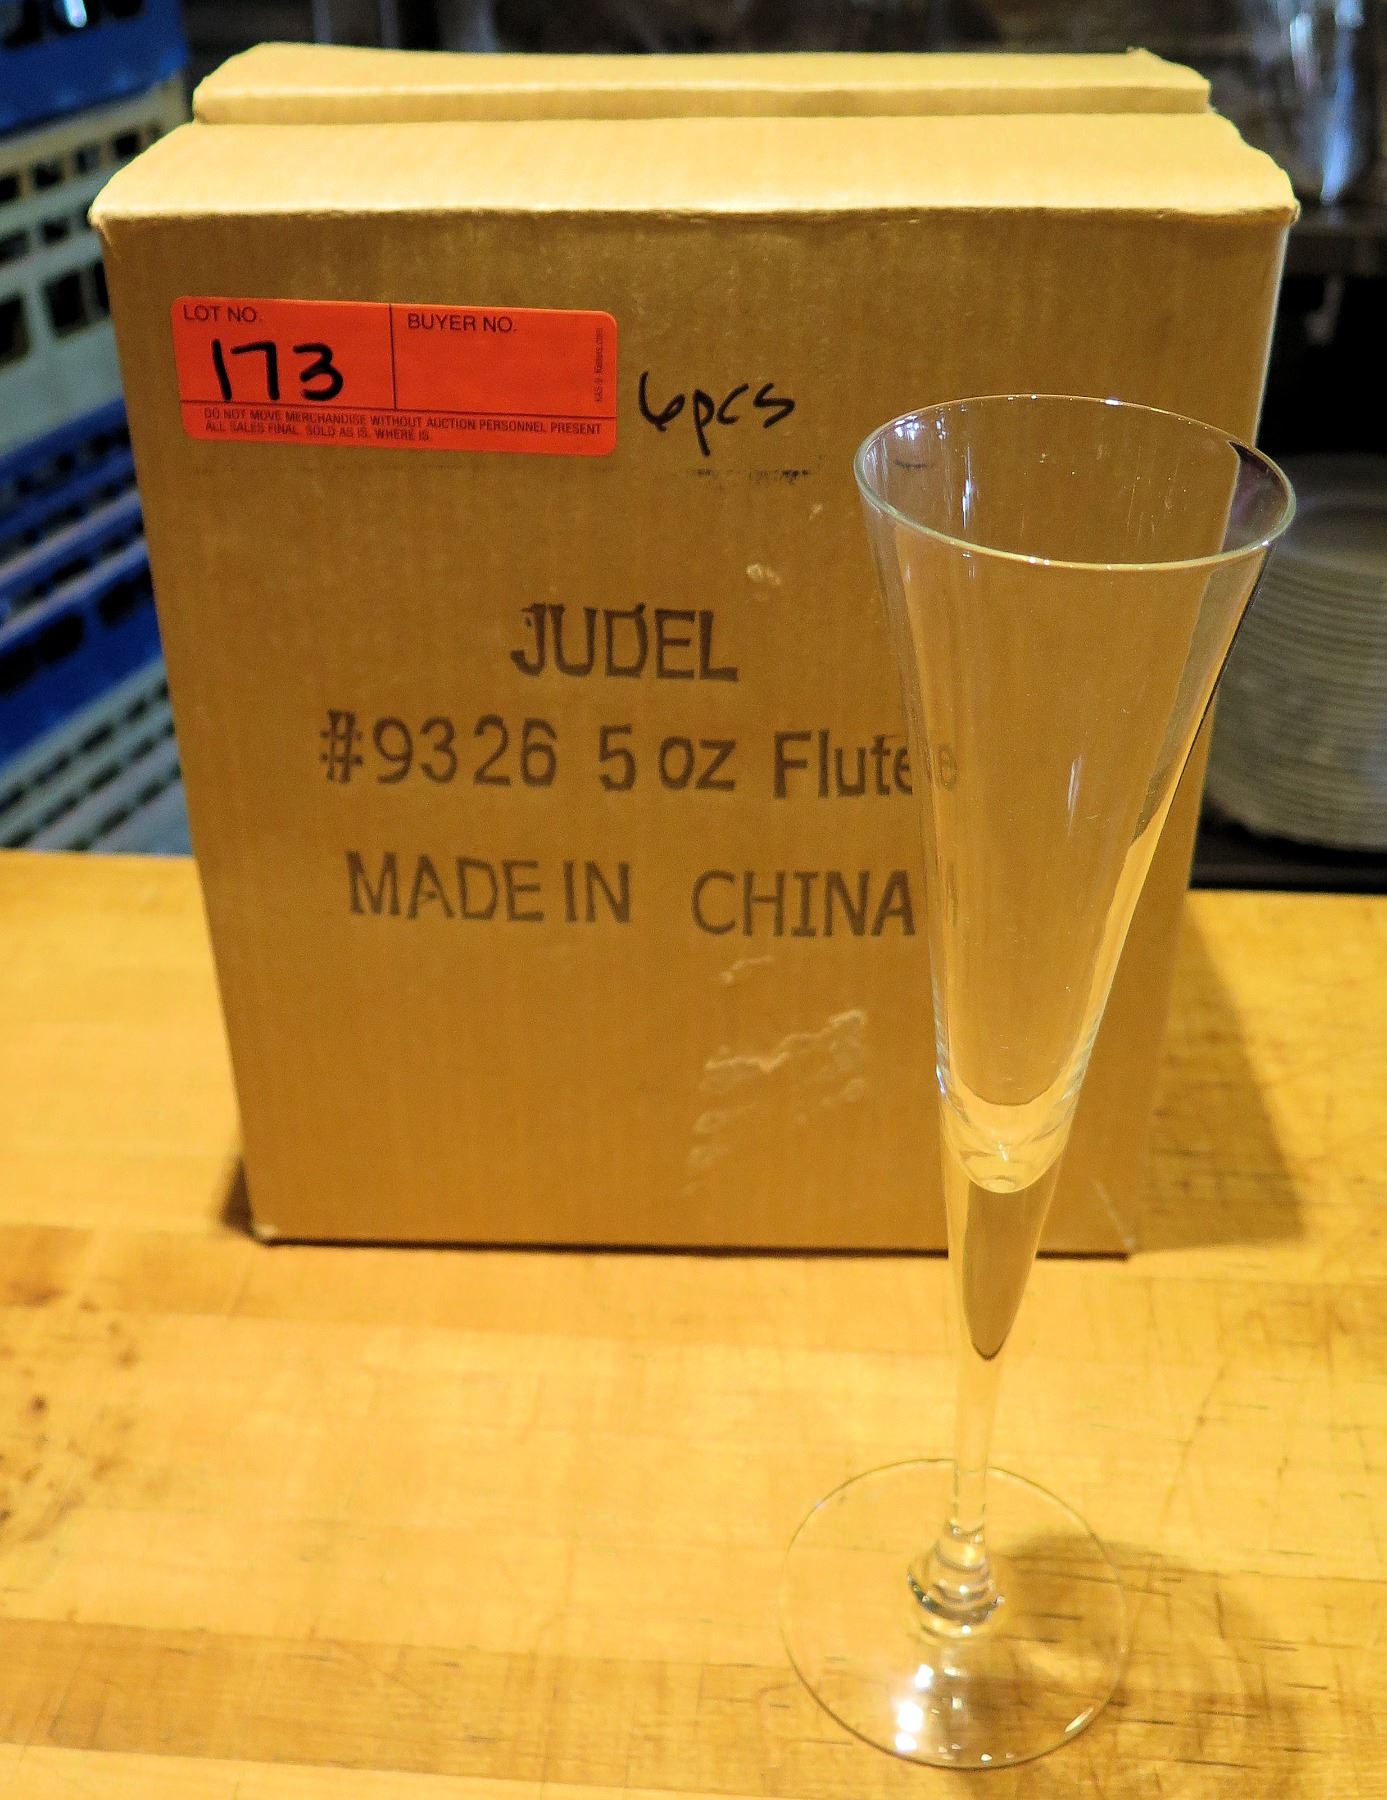 LOT NO. BUYER NO.
173
DO NOT MOVE MERCHANDISE WITHOUT AUCTION PERSONNEL PRESENT
ALL SALES FINAL. SOLD AS IS, WHERE IS.
6pcs
JUDEL
#9326 5 oz Flute
MADE IN CHINA